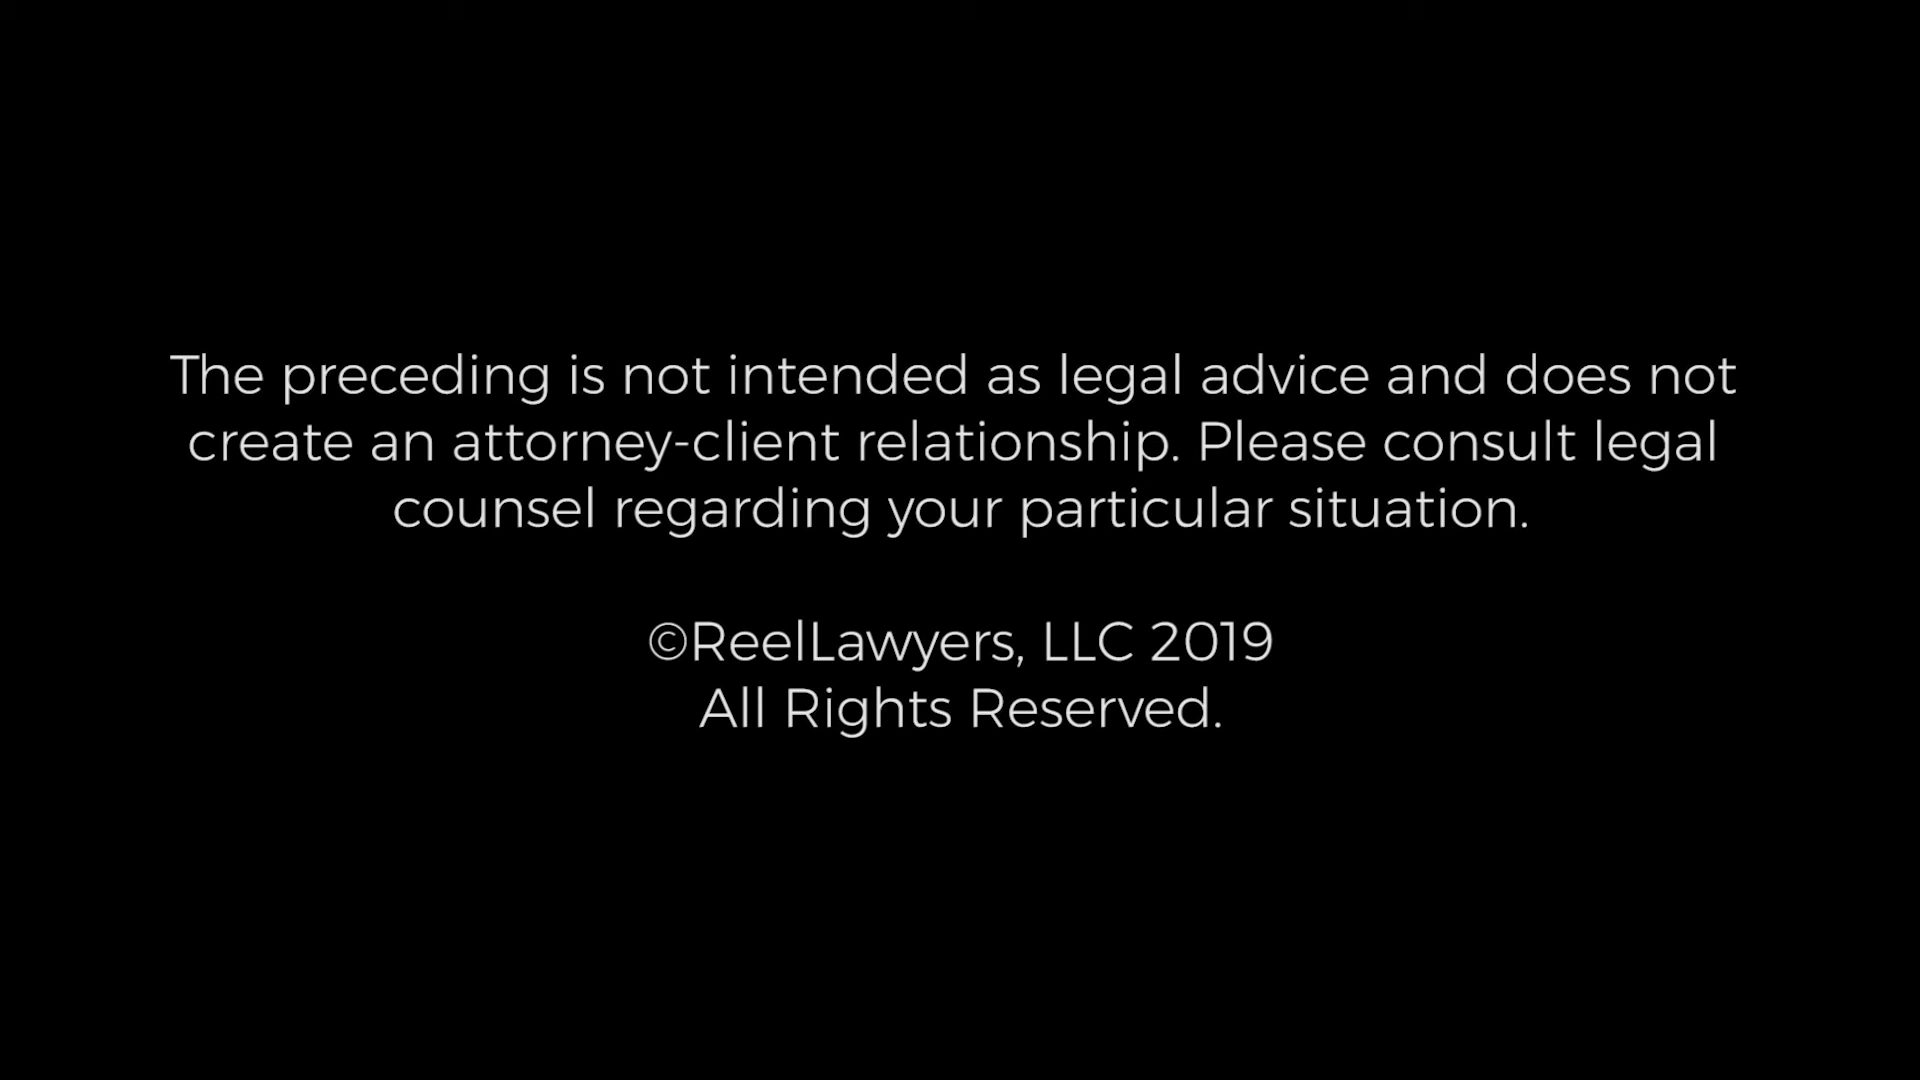 The preceding is not intended as legal advice and does not
create an attorney-client relationship. Please consult legal
counsel regarding your particular situation.
©ReelLawyers, LLC 2019
All Rights Reserved.